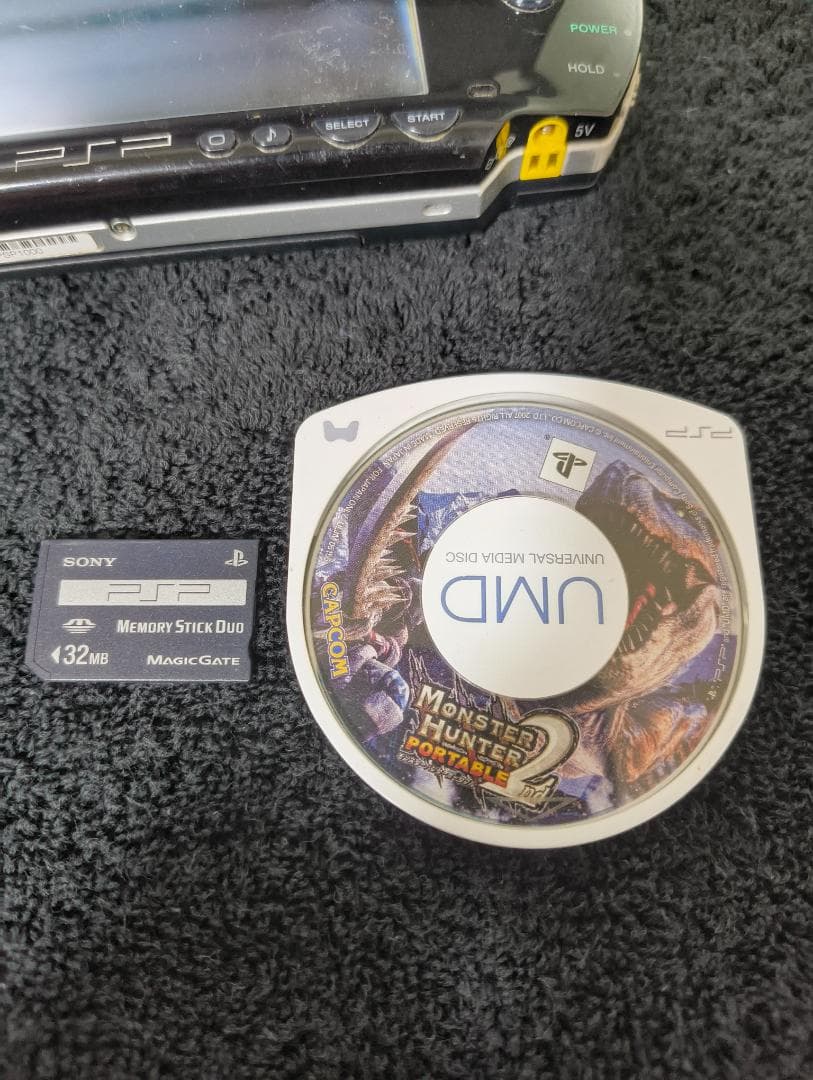 POWER
HOLD
SELECT
START
5V
PSP
PSP1000
SONY
PSP
MEMORY STICK DUO
32MB
MAGICGATE
PSP
UMD
UNIVERSAL MEDIA DISC
CAPCOM
MONSTER
HUNTER
PORTABLE
2nd